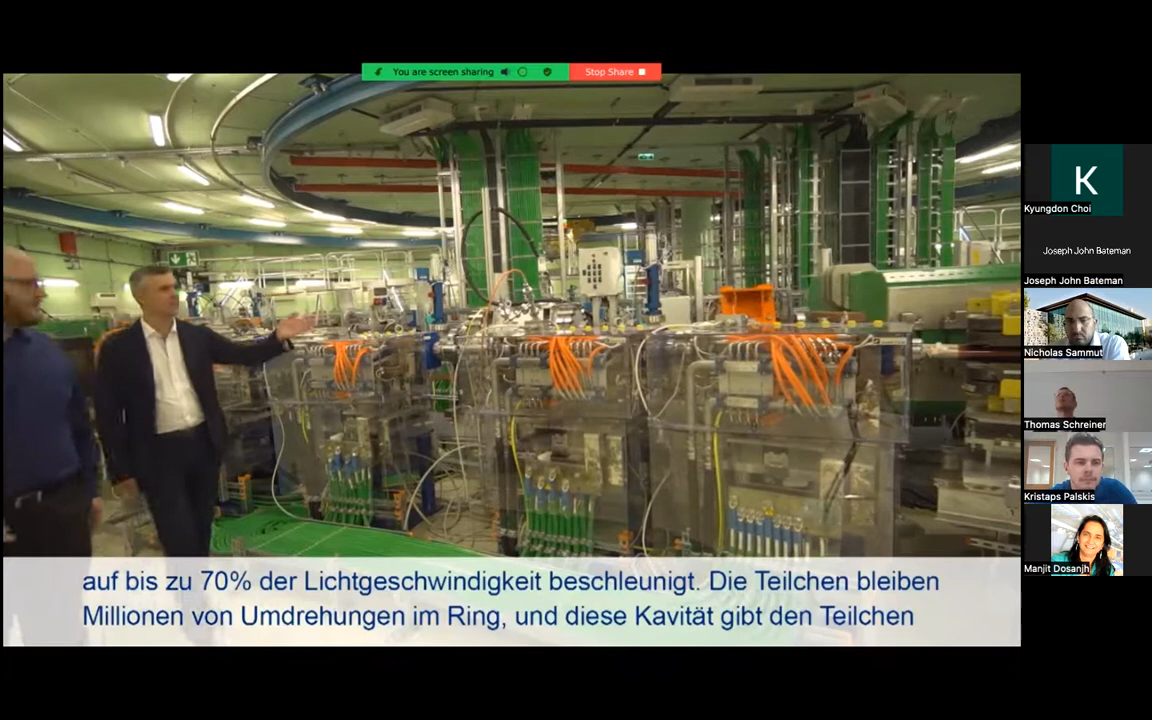 You are screen sharing
Stop Share
K
Kyungdon Choi
Joseph John Bateman
Joseph John Bateman
Nicholas Sammut
Thomas Schreiner
Kristaps Palskis
Manjit Dosanjh
auf bis zu 70% der Lichtgeschwindigkeit beschleunigt. Die Teilchen bleiben
Millionen von Umdrehungen im Ring, und diese Kavität gibt den Teilchen